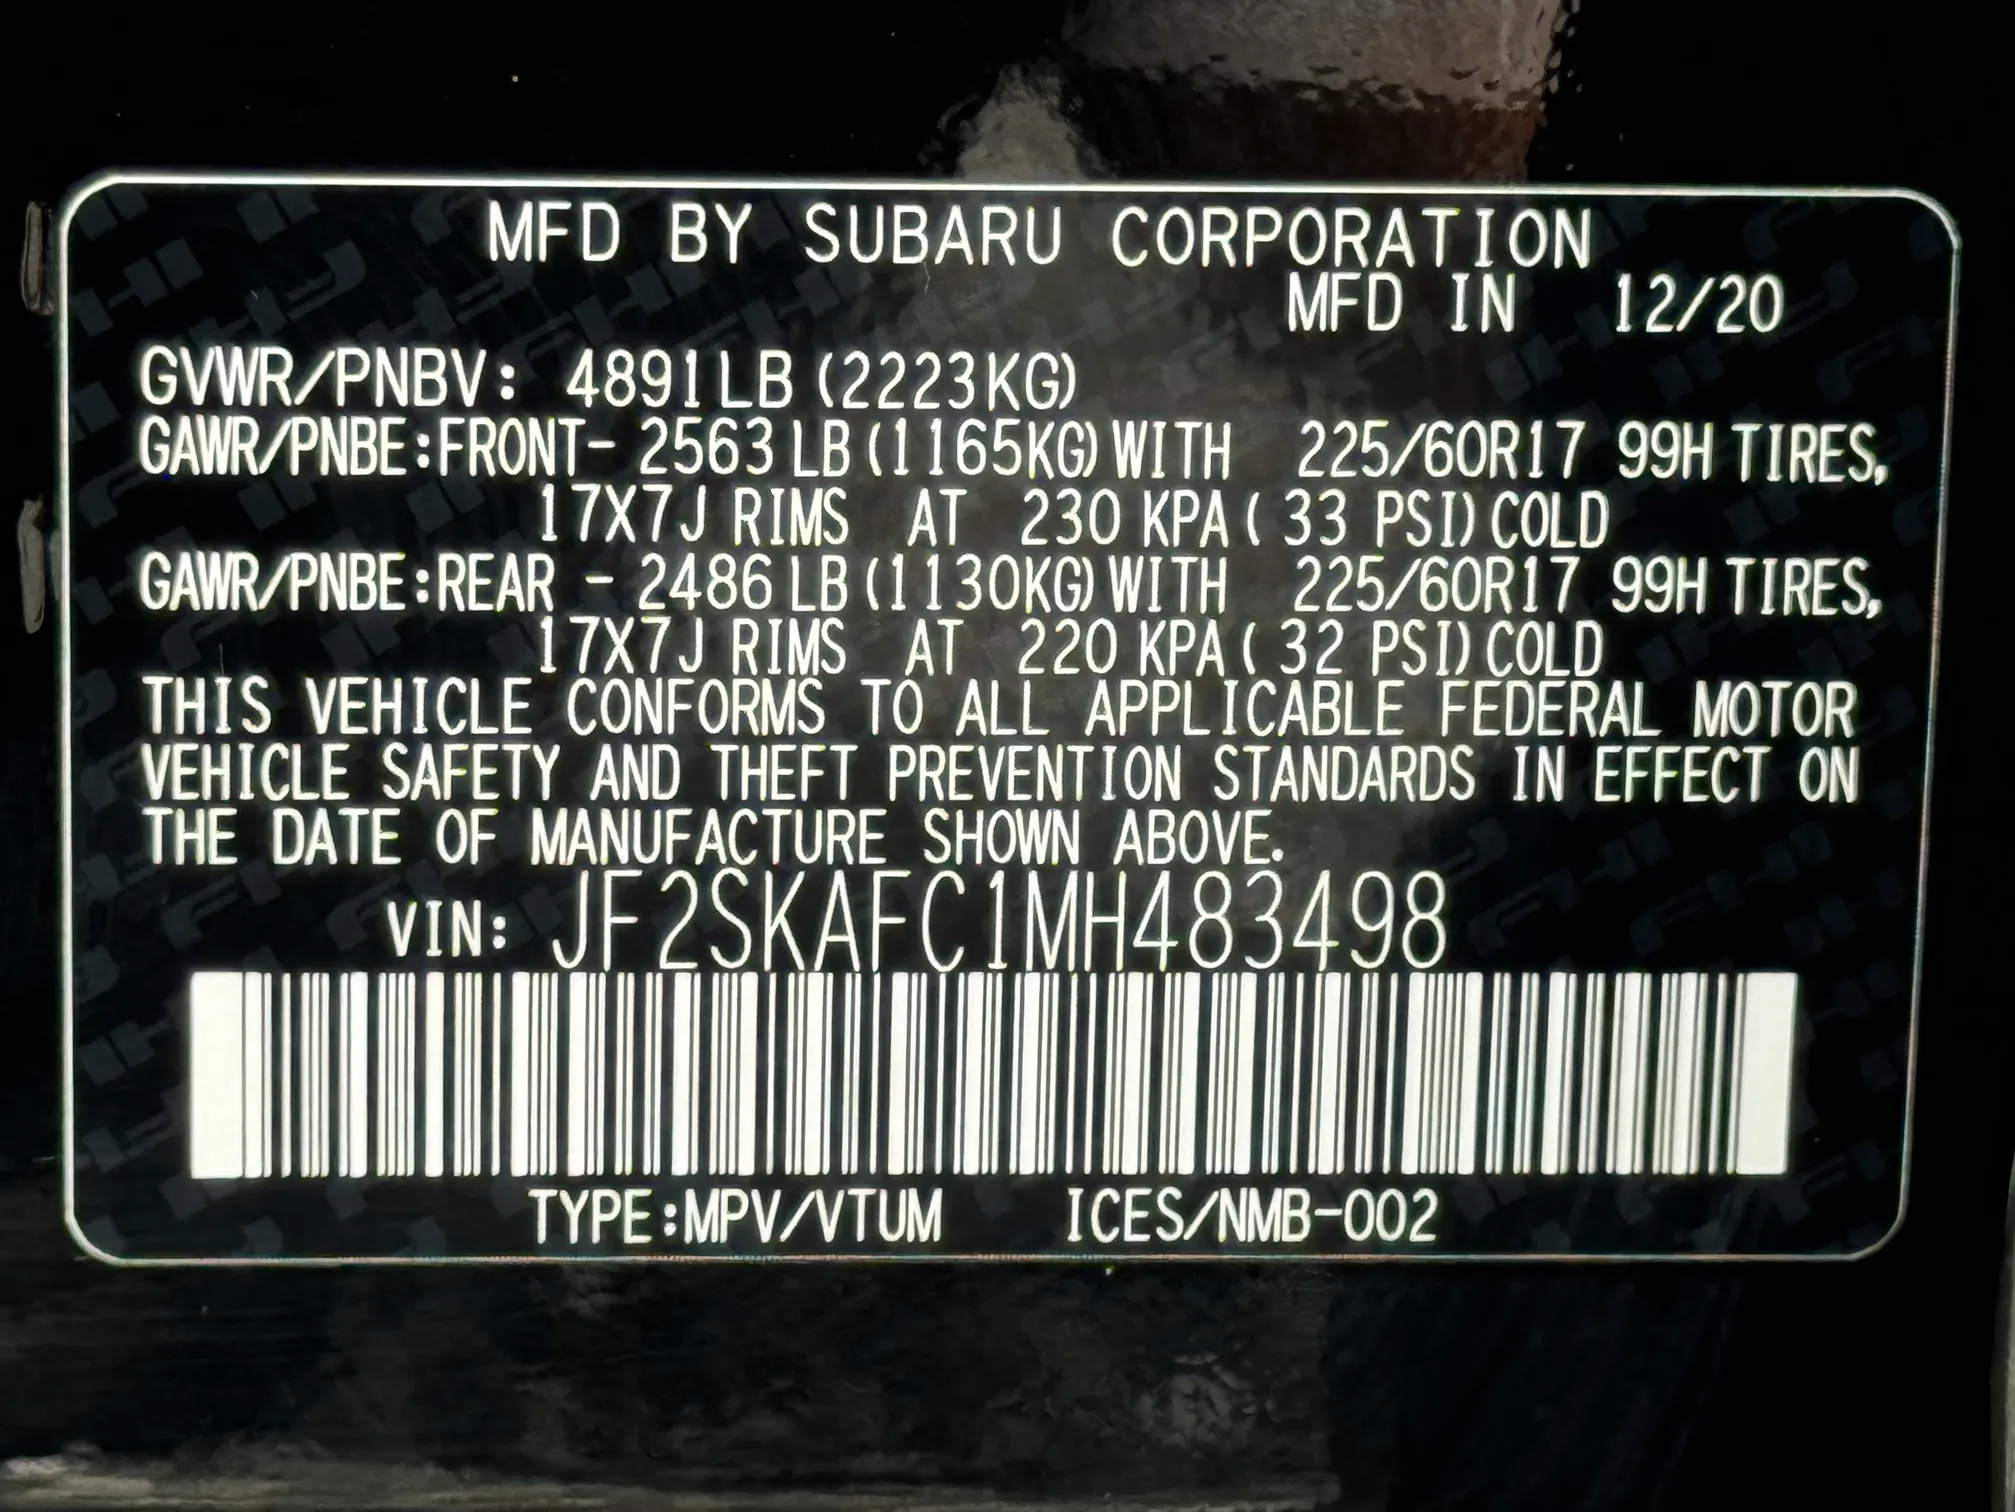 MFD BY SUBARU CORPORATION
MFD IN 12/20
GVWR/PNBV: 4891LB (2223KG)
GAWR/PNBE:FRONT- 2563 LB (1165KG) WITH 225/60R17 99H TIRES,
17X7J RIMS AT 230 KPA ( 33 PSI) COLD
GAWR/PNBE:REAR - 2486 LB (1130KG) WITH 225/60R17 99H TIRES,
17X7J RIMS AT 220 KPA ( 32 PSI) COLD
THIS VEHICLE CONFORMS TO ALL APPLICABLE FEDERAL MOTOR
VEHICLE SAFETY AND THEFT PREVENTION STANDARDS IN EFFECT ON
THE DATE OF MANUFACTURE SHOWN ABOVE.
VIN: JF2SKAFC1MH483498
TYPE:MPV/VTUM ICES/NMB-002